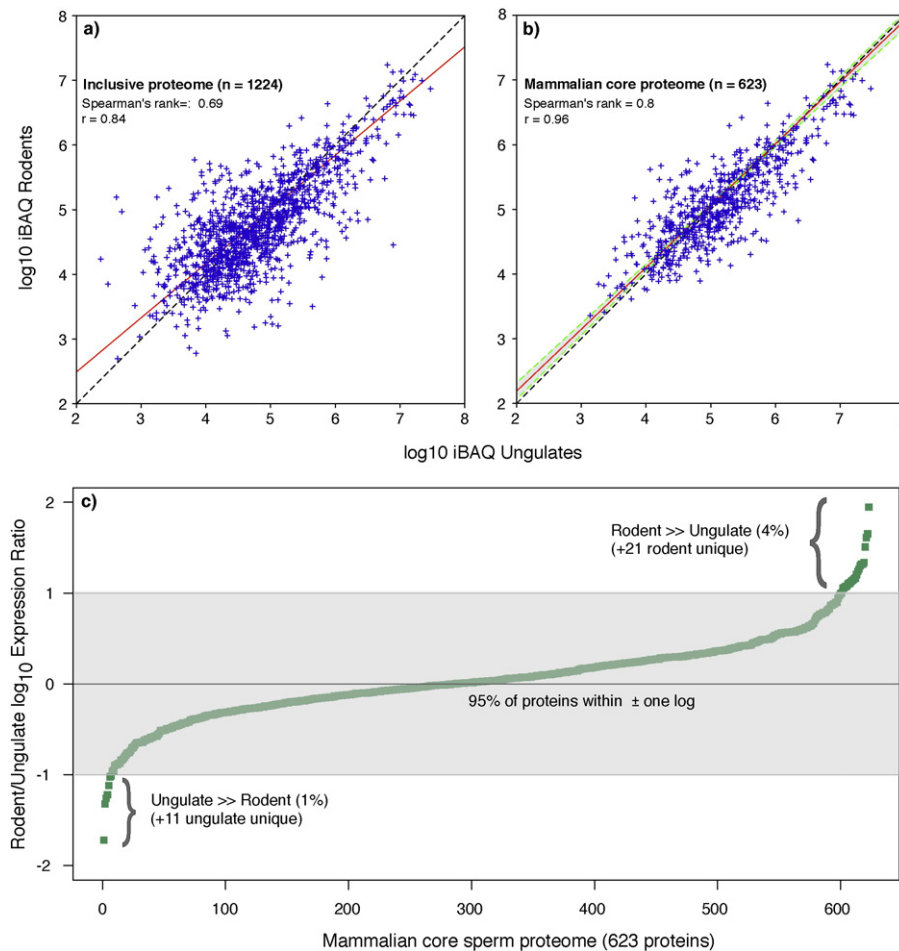 a)
Inclusive proteome (n = 1224)
Spearman's rank=: 0.69
r = 0.84
8
7
6
5
4
3
2
2 3 4 5 6 7 8
log10 iBAQ Rodents
b)
Mammalian core proteome (n = 623)
Spearman's rank = 0.8
r = 0.96
8
7
6
5
4
3
2
2 3 4 5 6 7
log10 iBAQ Ungulates
c)
2
1
0
-1
-2
Rodent/Ungulate log10 Expression Ratio
Rodent >> Ungulate (4%)
(+21 rodent unique)
95% of proteins within ± one log
Ungulate >> Rodent (1%)
(+11 ungulate unique)
0 100 200 300 400 500 600
Mammalian core sperm proteome (623 proteins)